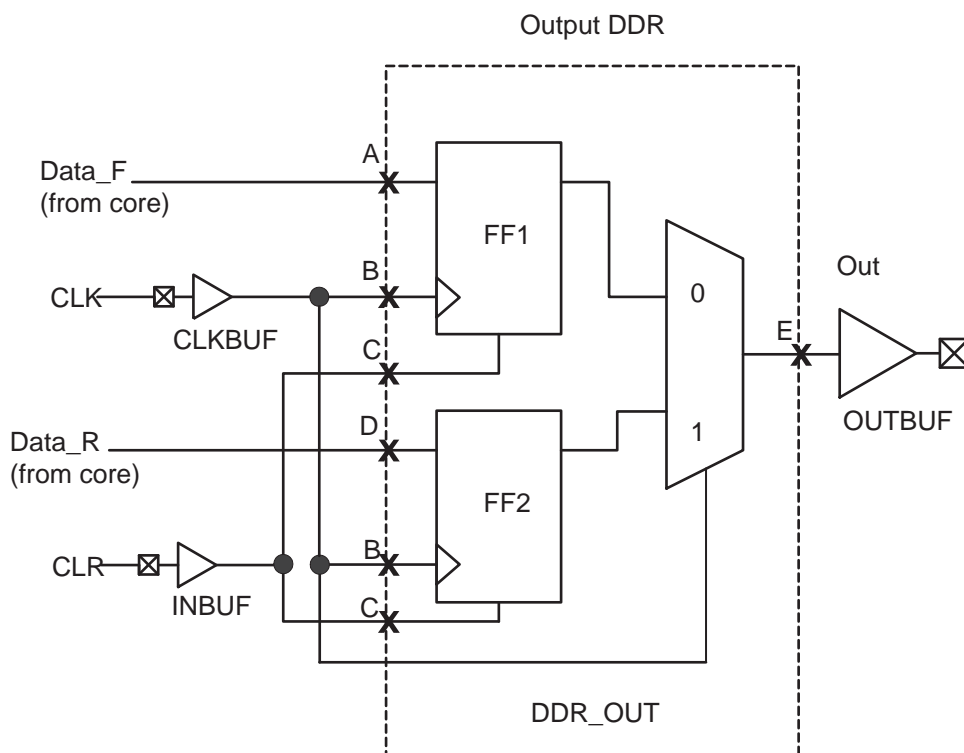 Output DDR
A
Data_F
(from core)
FF1
B
CLK
CLKBUF
0
Out
C
E
D
Data_R
(from core)
1
OUTBUF
FF2
B
CLR
INBUF
C
DDR_OUT